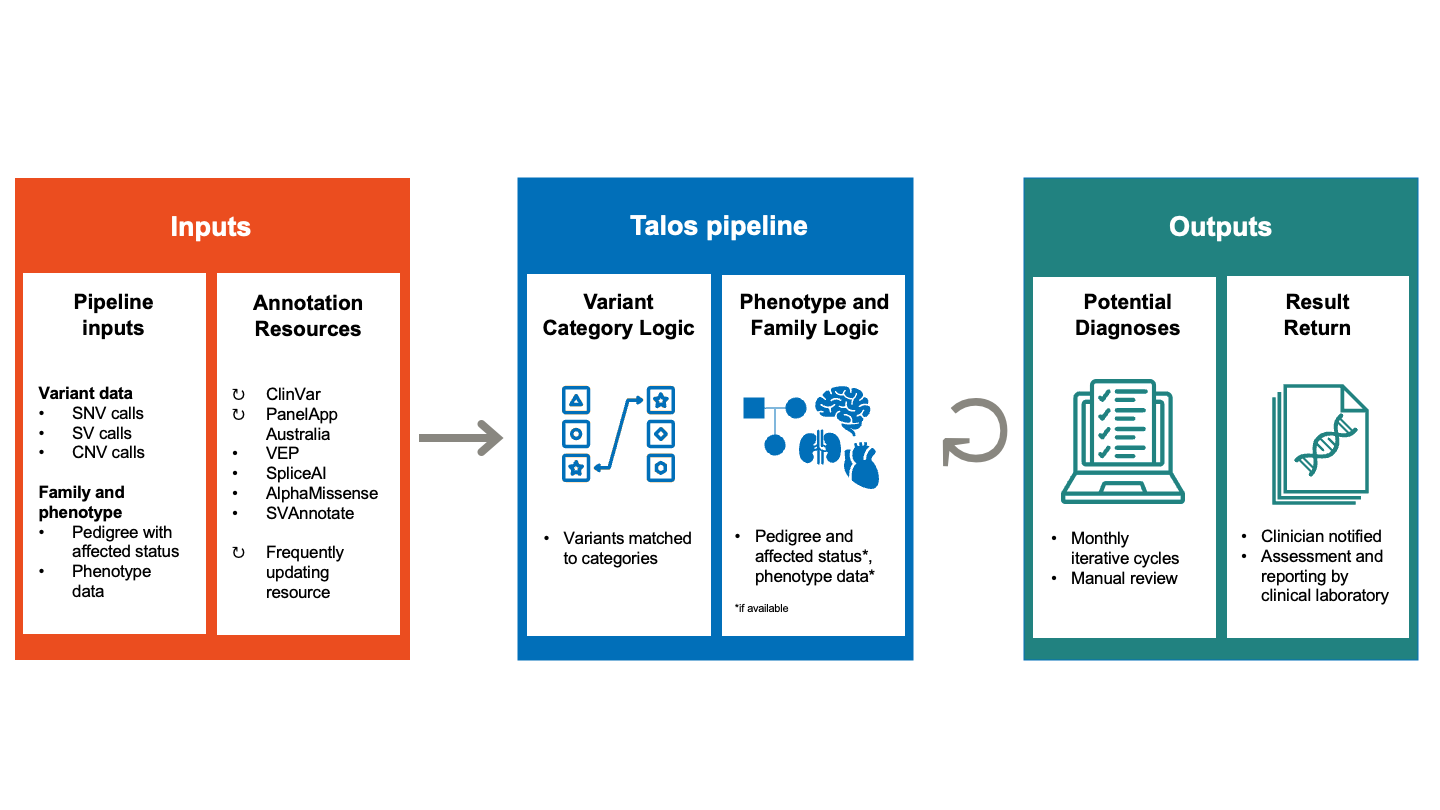 Inputs
Pipeline
inputs
Variant data
• SNV calls
• SV calls
• CNV calls
Family and
phenotype
• Pedigree with
affected status
• Phenotype
data
Annotation
Resources
↻ ClinVar
↻ PanelApp
Australia
• VEP
• SpliceAI
• AlphaMissense
• SVAnnotate
↻ Frequently
updating
resource
Talos pipeline
Variant
Category Logic
• Variants matched
to categories
Phenotype and
Family Logic
• Pedigree and
affected status*,
phenotype data*
*if available
Outputs
Potential
Diagnoses
• Monthly
iterative cycles
• Manual review
Result
Return
• Clinician notified
• Assessment and
reporting by
clinical laboratory